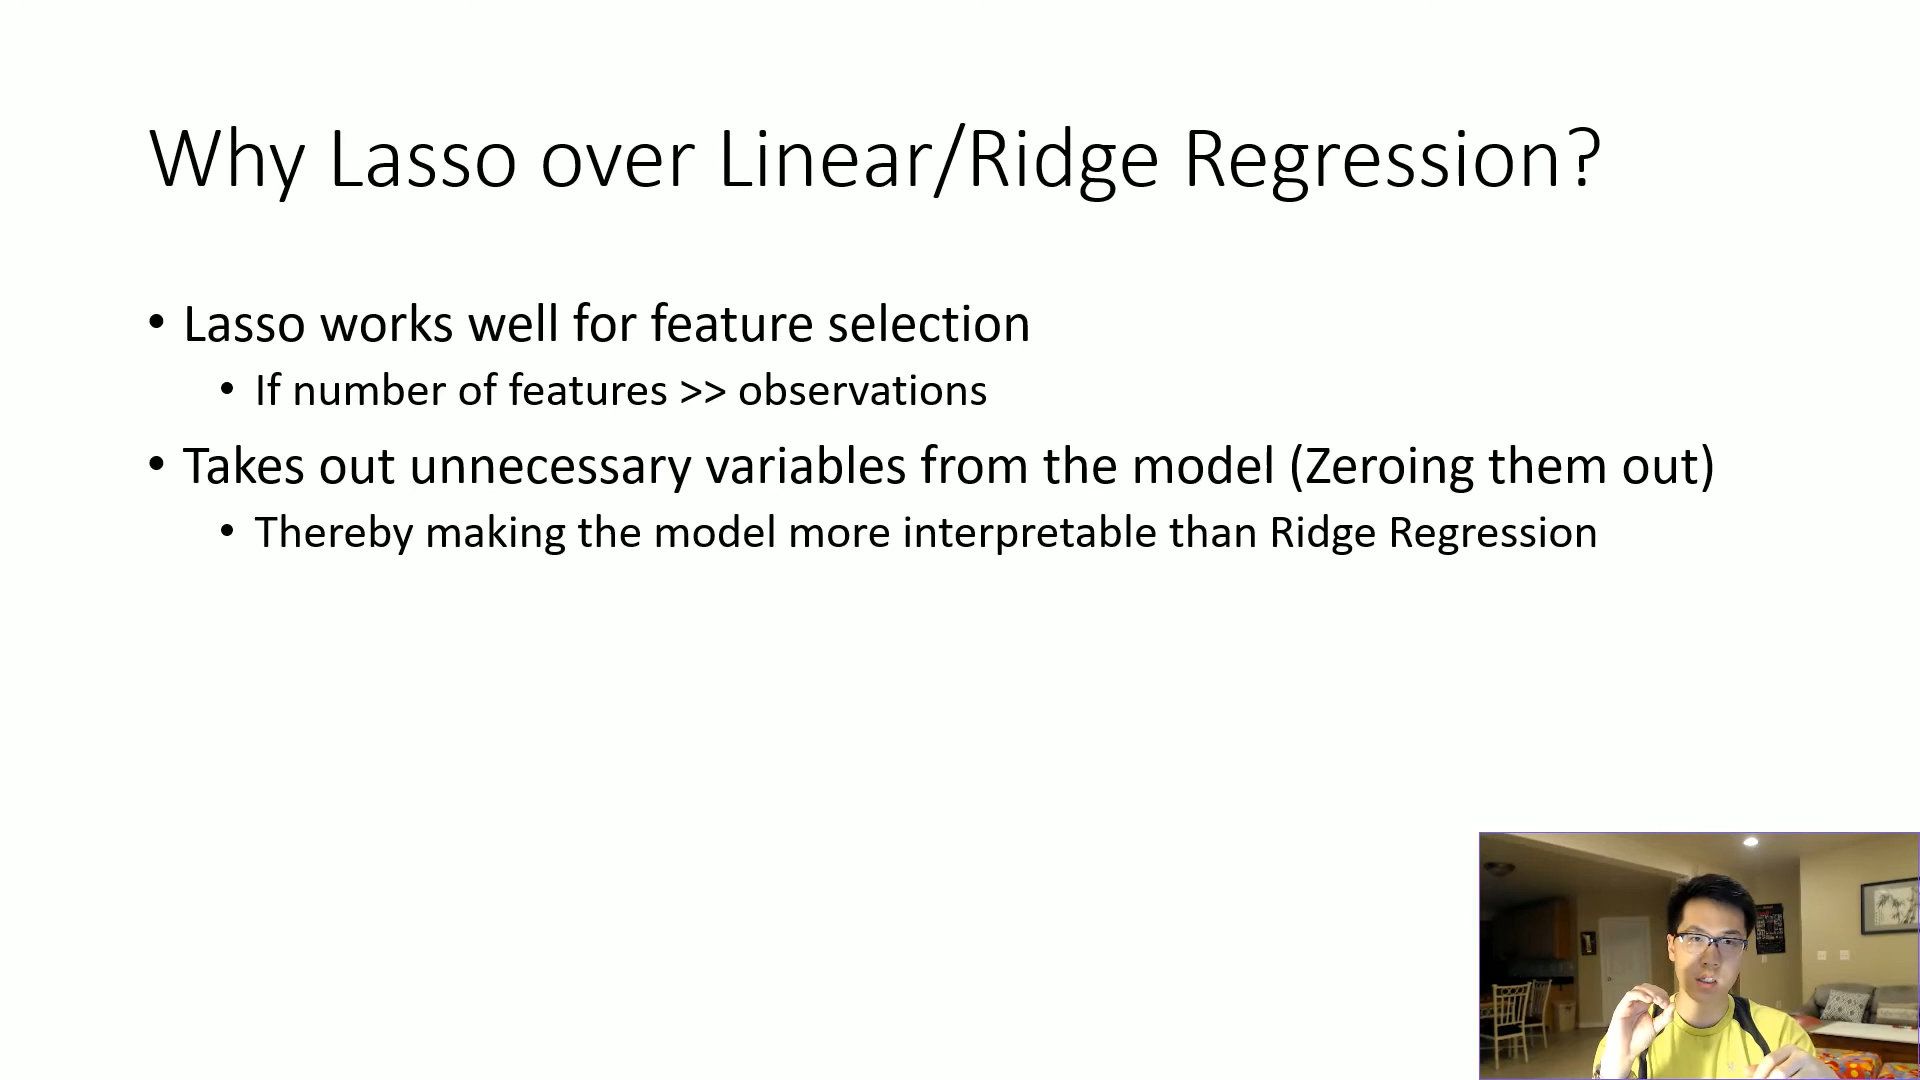 Why Lasso over Linear/Ridge Regression?
• Lasso works well for feature selection
• If number of features >> observations
• Takes out unnecessary variables from the model (Zeroing them out)
• Thereby making the model more interpretable than Ridge Regression